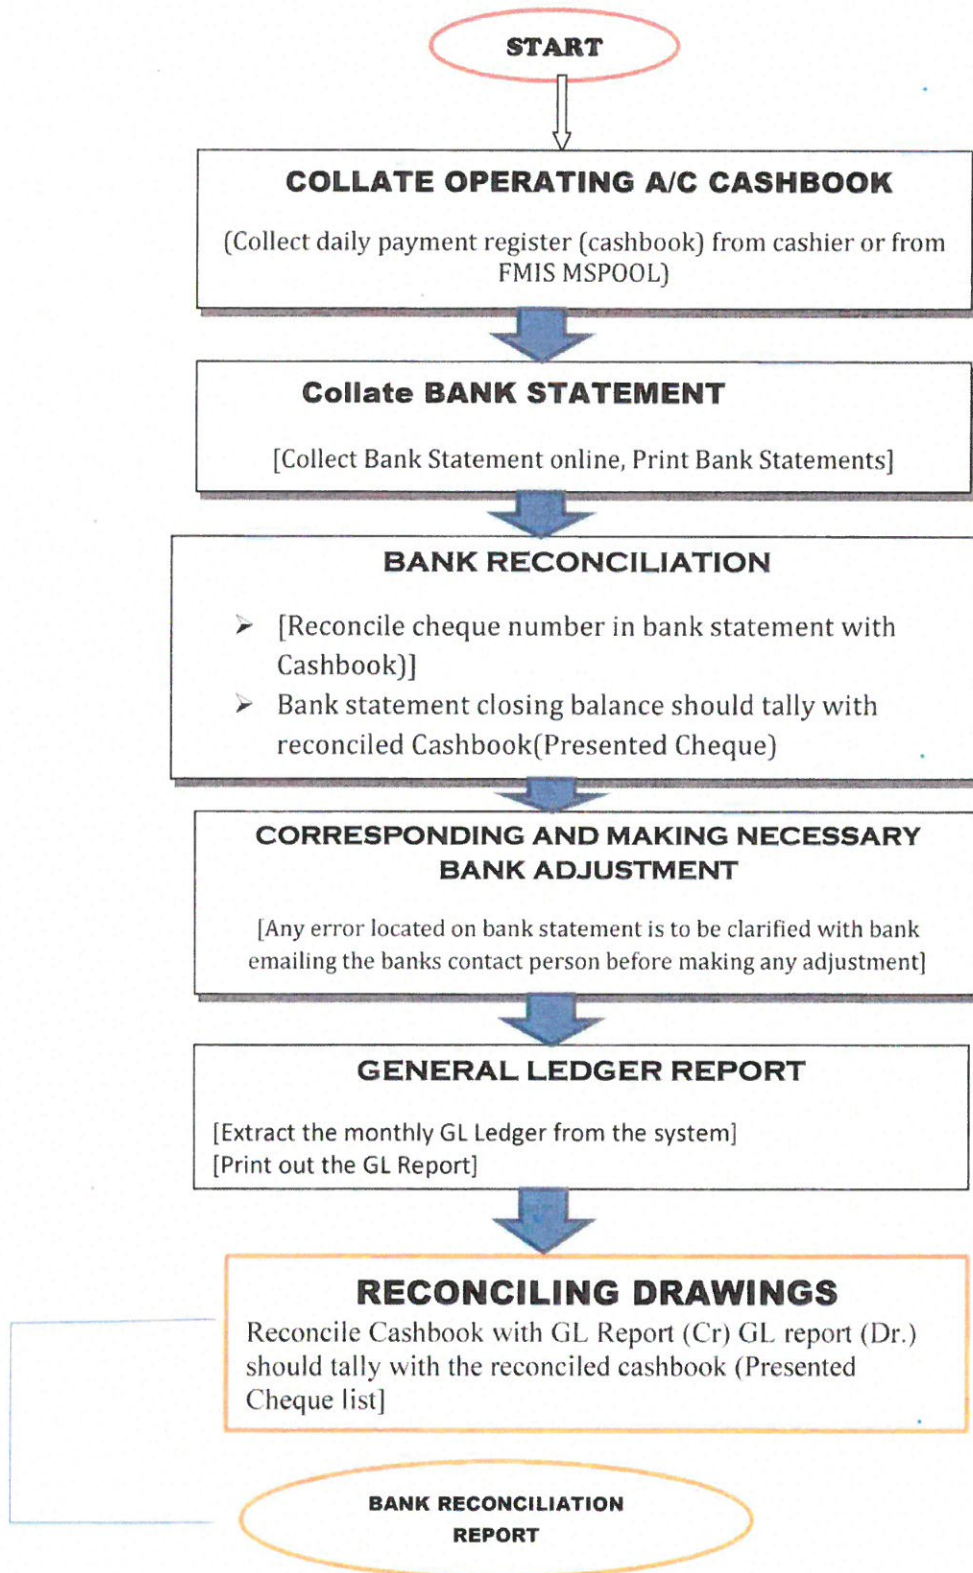 START
COLLATE OPERATING A/C CASHBOOK
(Collect daily payment register (cashbook) from cashier or from
FMIS MSPOOL)
Collate BANK STATEMENT
[Collect Bank Statement online, Print Bank Statements]
BANK RECONCILIATION
➢ [Reconcile cheque number in bank statement with
Cashbook)]
➢ Bank statement closing balance should tally with
reconciled Cashbook(Presented Cheque)
CORRESPONDING AND MAKING NECESSARY
BANK ADJUSTMENT
[Any error located on bank statement is to be clarified with bank
emailing the banks contact person before making any adjustment]
GENERAL LEDGER REPORT
[Extract the monthly GL Ledger from the system]
[Print out the GL Report]
RECONCILING DRAWINGS
Reconcile Cashbook with GL Report (Cr) GL report (Dr.)
should tally with the reconciled cashbook (Presented
Cheque list]
BANK RECONCILIATION
REPORT